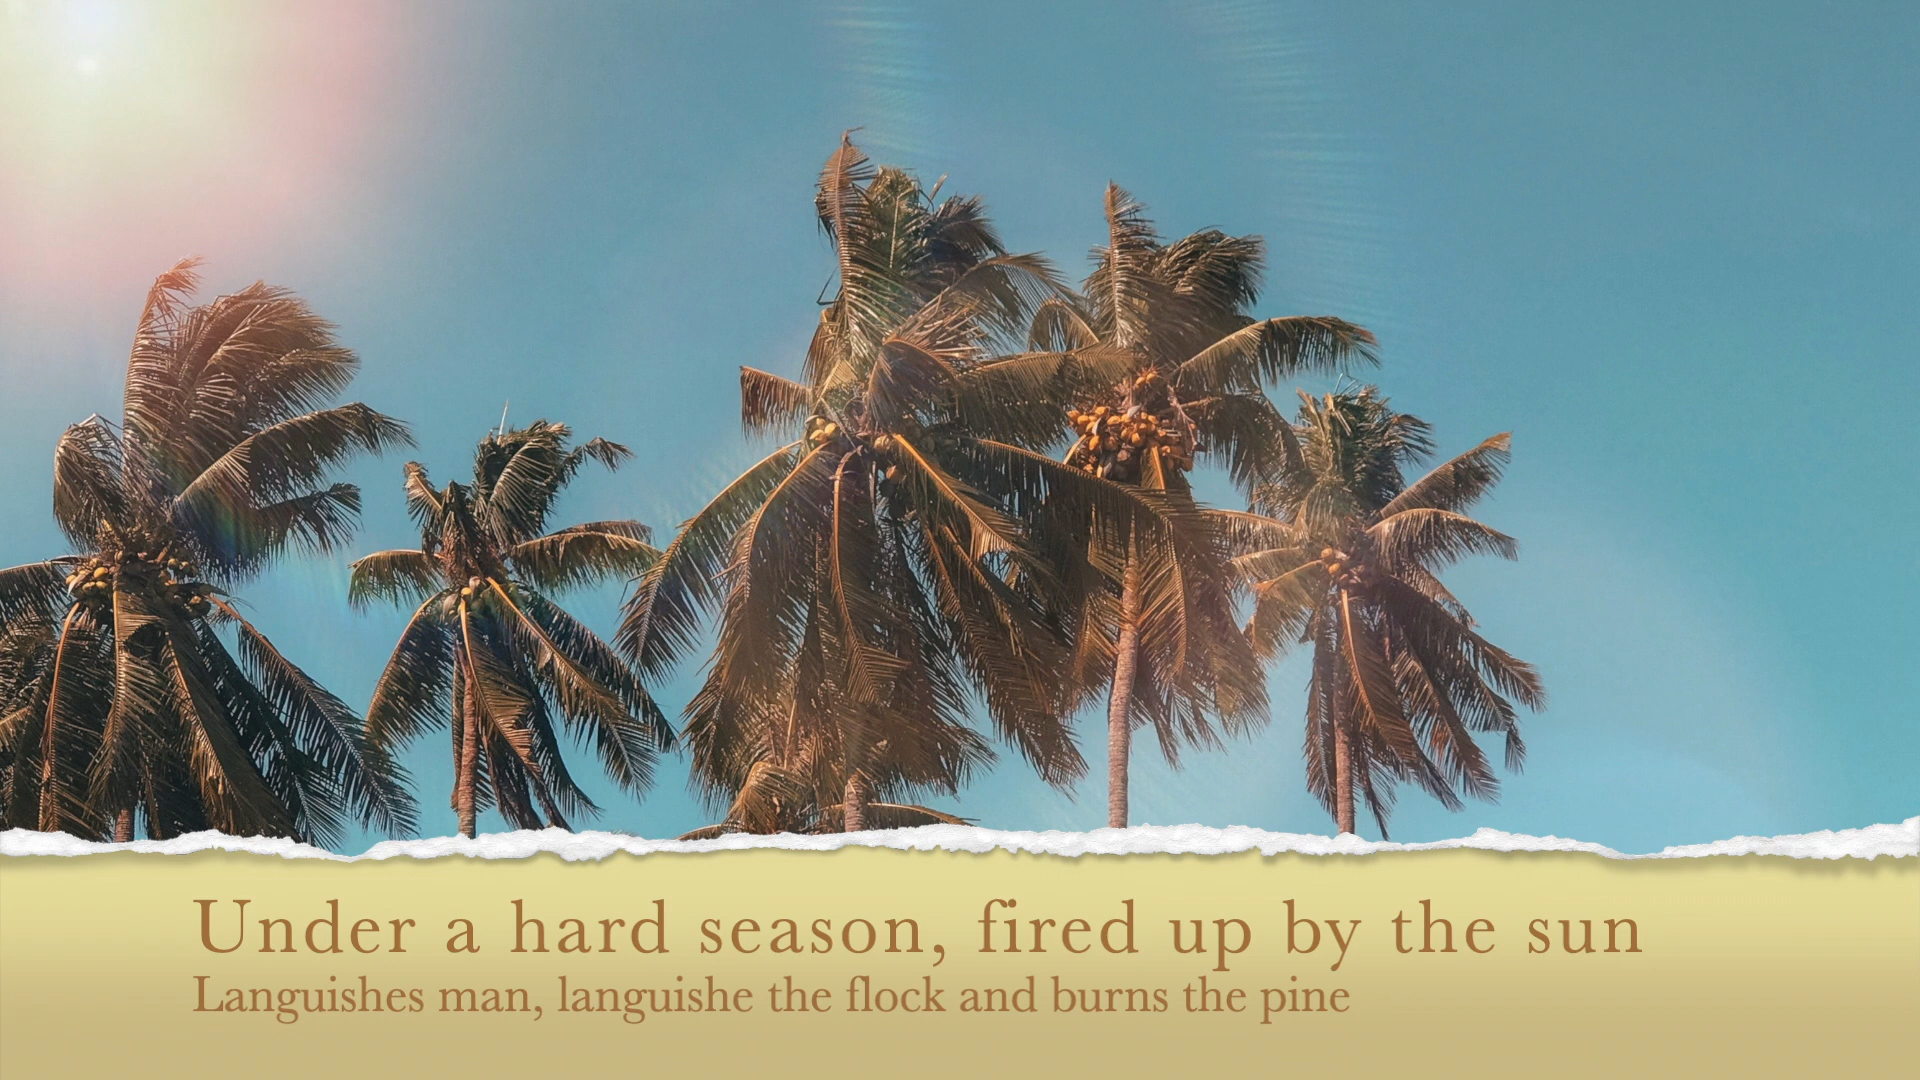 Under a hard season, fired up by the sun
Languishes man, languishe the flock and burns the pine